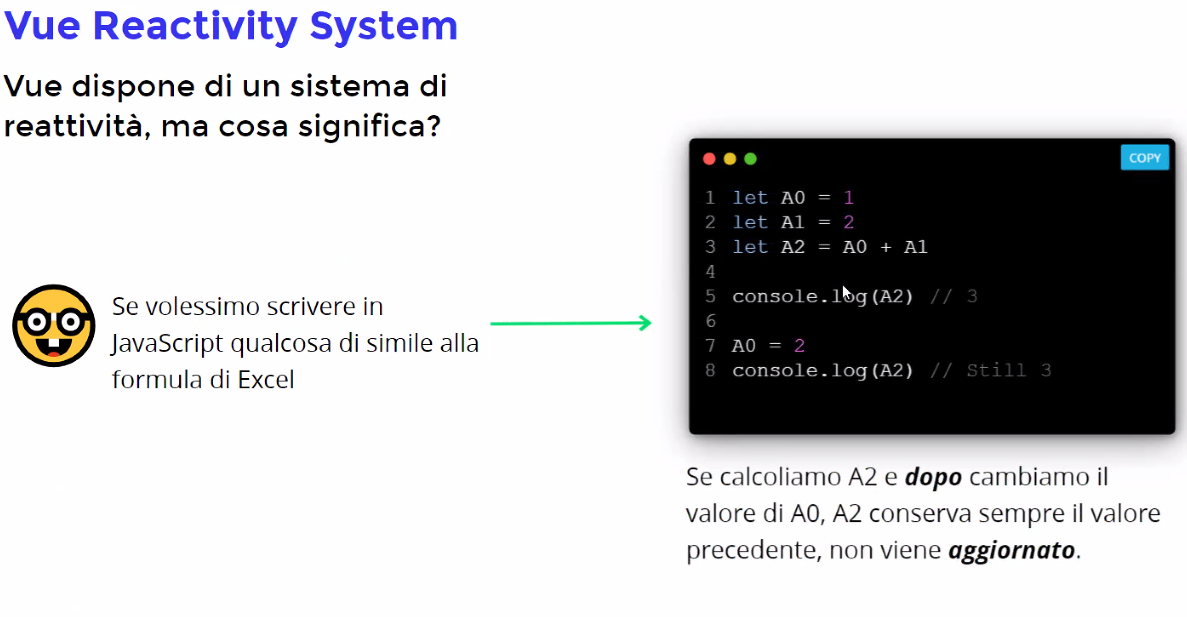 Vue Reactivity System
Vue dispone di un sistema di
reattività, ma cosa significa?
Se volessimo scrivere in
JavaScript qualcosa di simile alla
formula di Excel
COPY
1 let A0 = 1
2 let A1 = 2
3 let A2 = A0 + A1
4
5 console.log(A2) // 3
6
7 A0 = 2
8 console.log(A2) // Still 3
Se calcoliamo A2 e dopo cambiamo il
valore di A0, A2 conserva sempre il valore
precedente, non viene aggiornato.